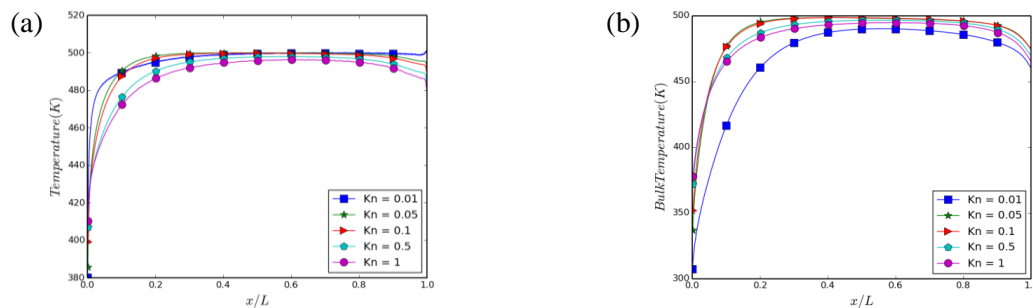 (a)
520
500
480
460
440
420
400
380
Temperature(K)
0.0 0.2 0.4 0.6 0.8 1.0
x/L
Kn = 0.01
Kn = 0.05
Kn = 0.1
Kn = 0.5
Kn = 1
(b)
500
450
400
350
300
BulkTemperature(K)
0.0 0.2 0.4 0.6 0.8 1.0
x/L
Kn = 0.01
Kn = 0.05
Kn = 0.1
Kn = 0.5
Kn = 1